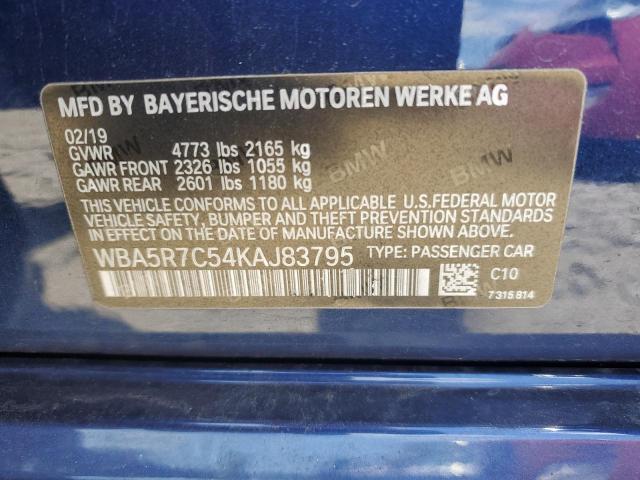 MFD BY BAYERISCHE MOTOREN WERKE AG
02/19
GVWR 4773 lbs 2165 kg
GAWR FRONT 2326 lbs 1055 kg
GAWR REAR 2601 lbs 1180 kg
THIS VEHICLE CONFORMS TO ALL APPLICABLE U.S.FEDERAL MOTOR
VEHICLE SAFETY, BUMPER AND THEFT PREVENTION STANDARDS
IN EFFECT ON THE DATE OF MANUFACTURE SHOWN ABOVE.
WBA5R7C54KAJ83795 TYPE: PASSENGER CAR
C10
7315814